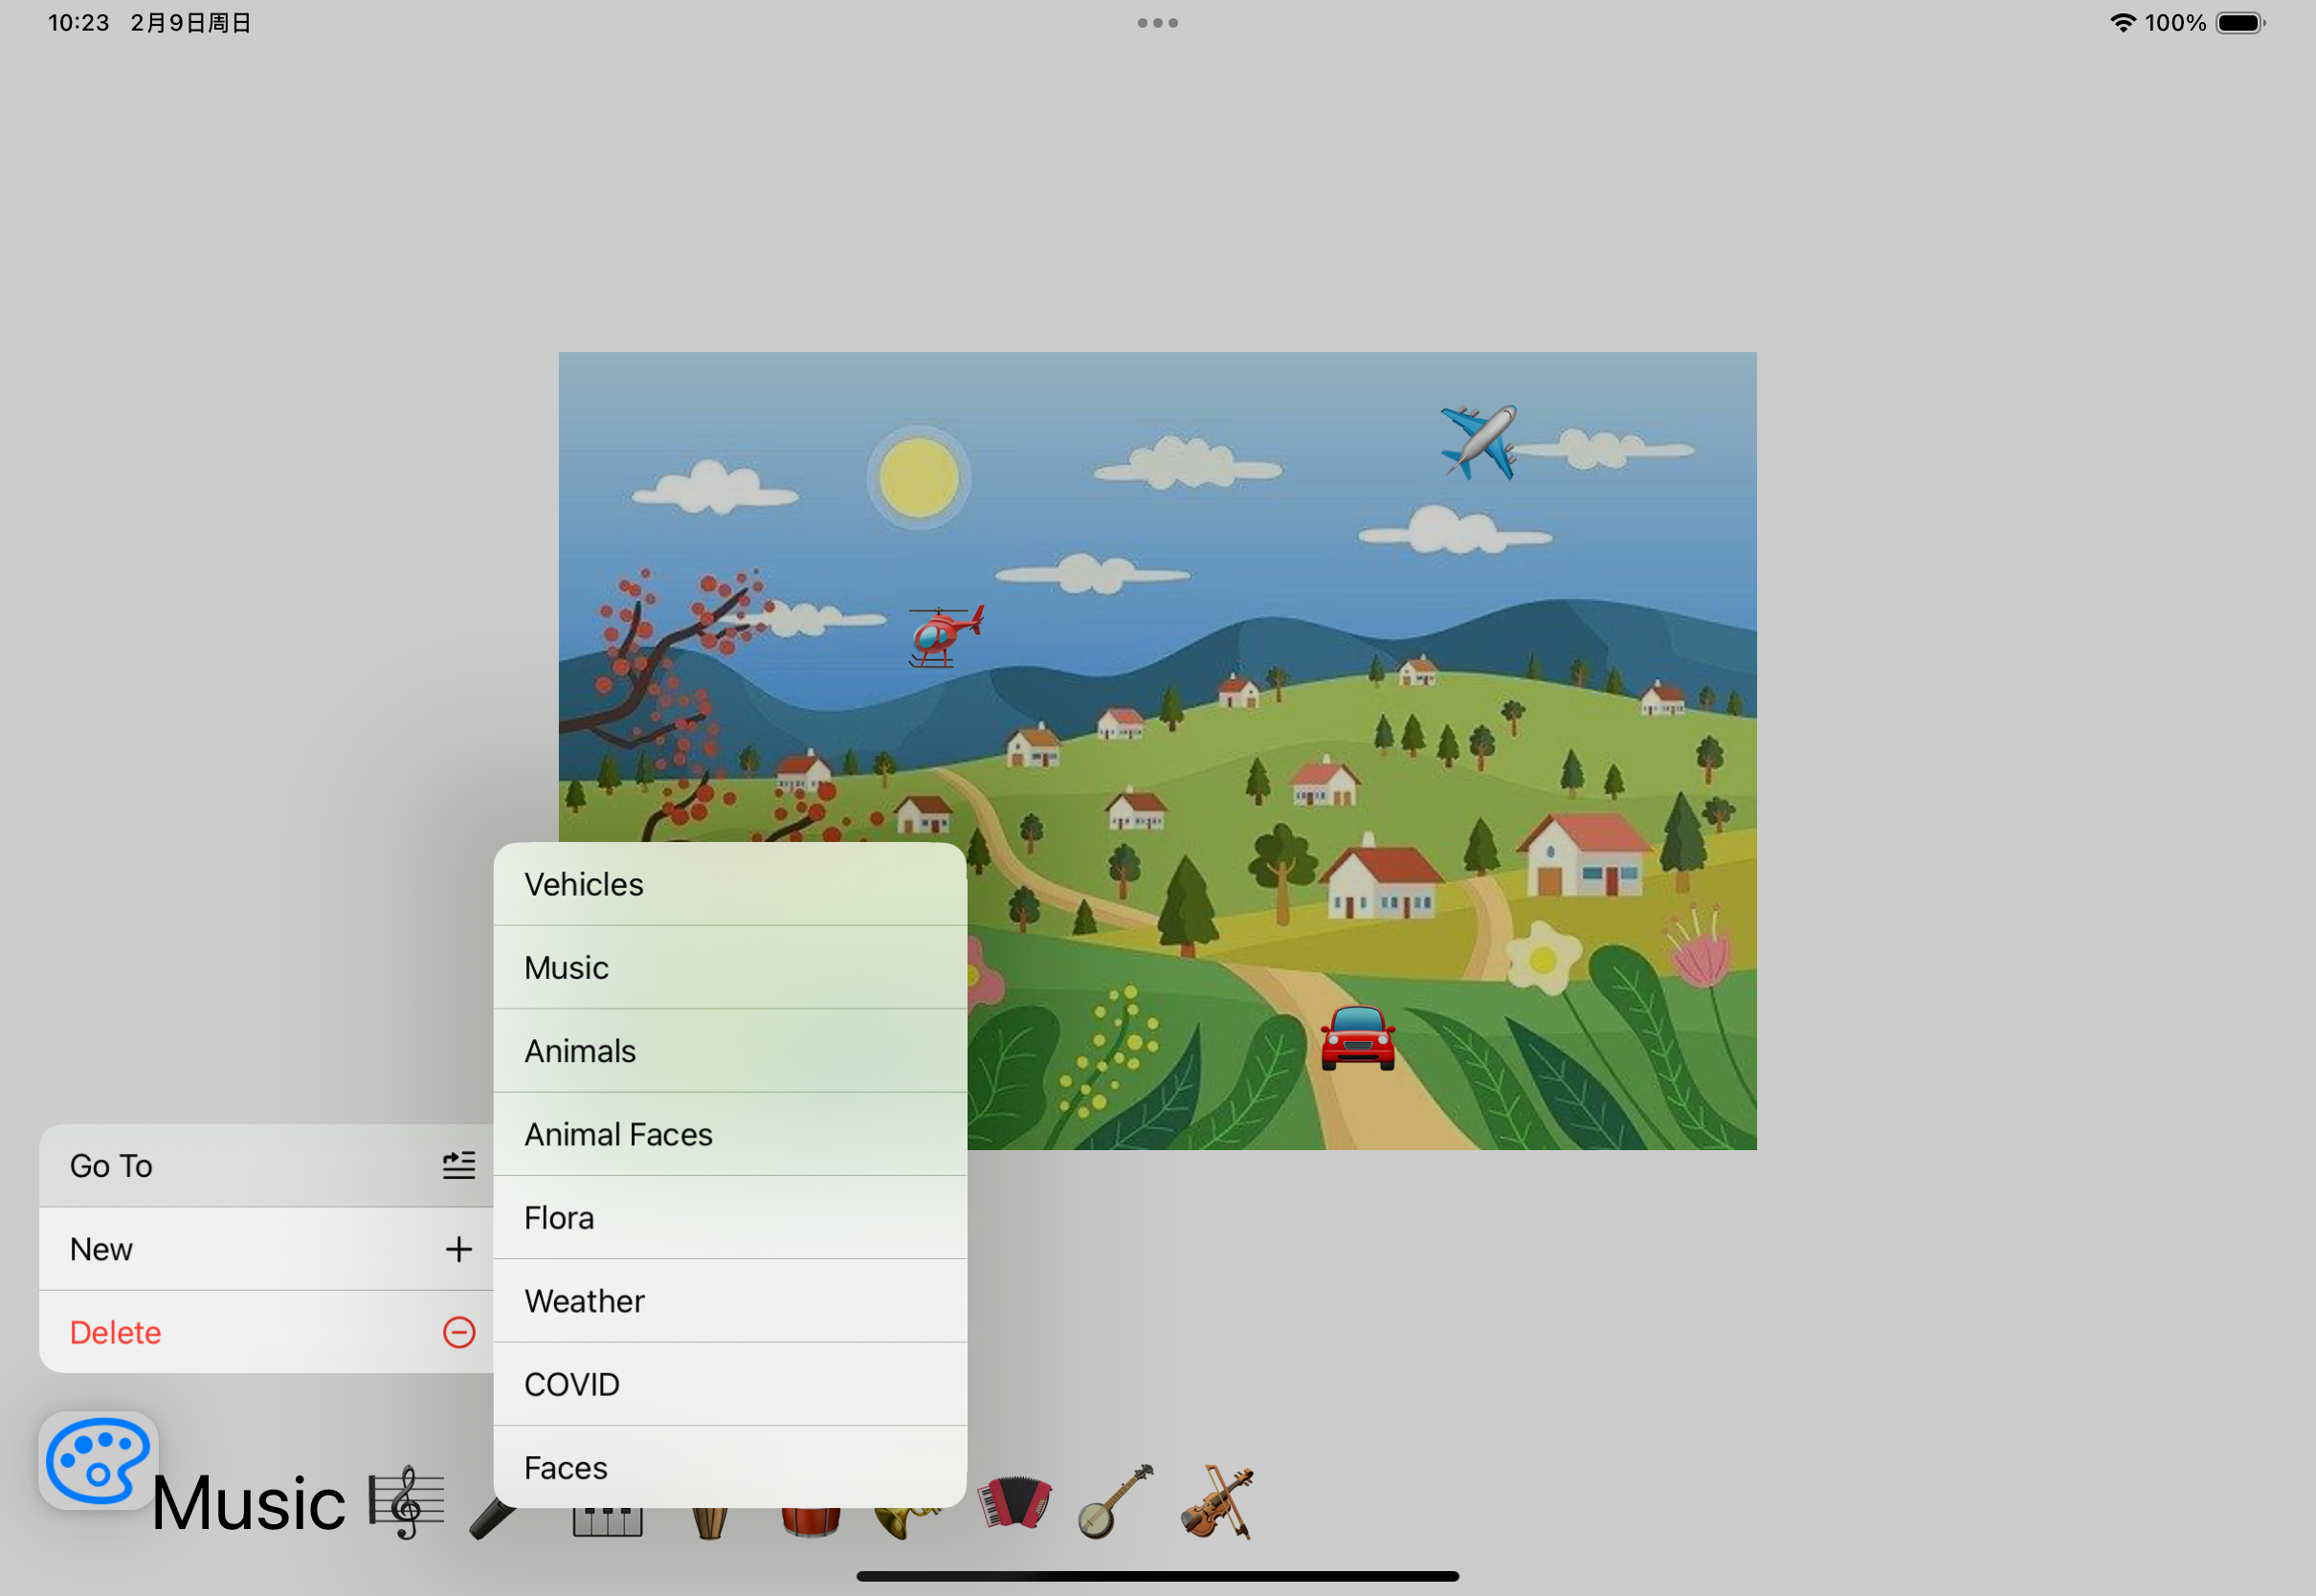 10:23 2月9日周日
100%
Vehicles
Music
Animals
Animal Faces
Flora
Weather
COVID
Faces
Go To
New
Delete
Music